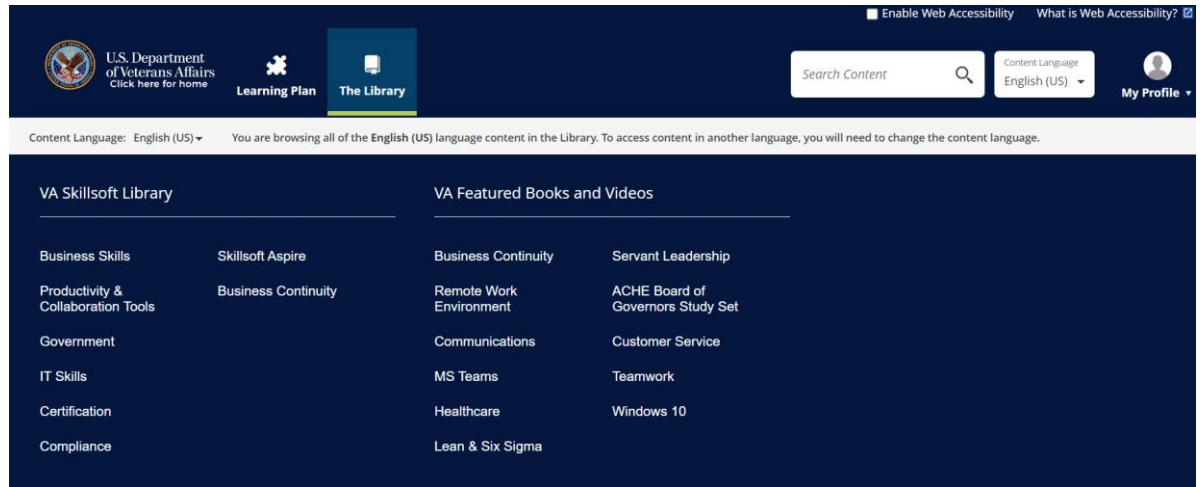 Enable Web Accessibility What is Web Accessibility?
U.S. Department
of Veterans Affairs
Click here for home
Learning Plan
The Library
Search Content
Content Language
English (US)
My Profile
Content Language: English (US) You are browsing all of the English (US) language content in the Library. To access content in another language, you will need to change the content language.
VA Skillsoft Library
Business Skills
Productivity &
Collaboration Tools
Government
IT Skills
Certification
Compliance
Skillsoft Aspire
Business Continuity
VA Featured Books and Videos
Business Continuity
Remote Work
Environment
Communications
MS Teams
Healthcare
Lean & Six Sigma
Servant Leadership
ACHE Board of
Governors Study Set
Customer Service
Teamwork
Windows 10